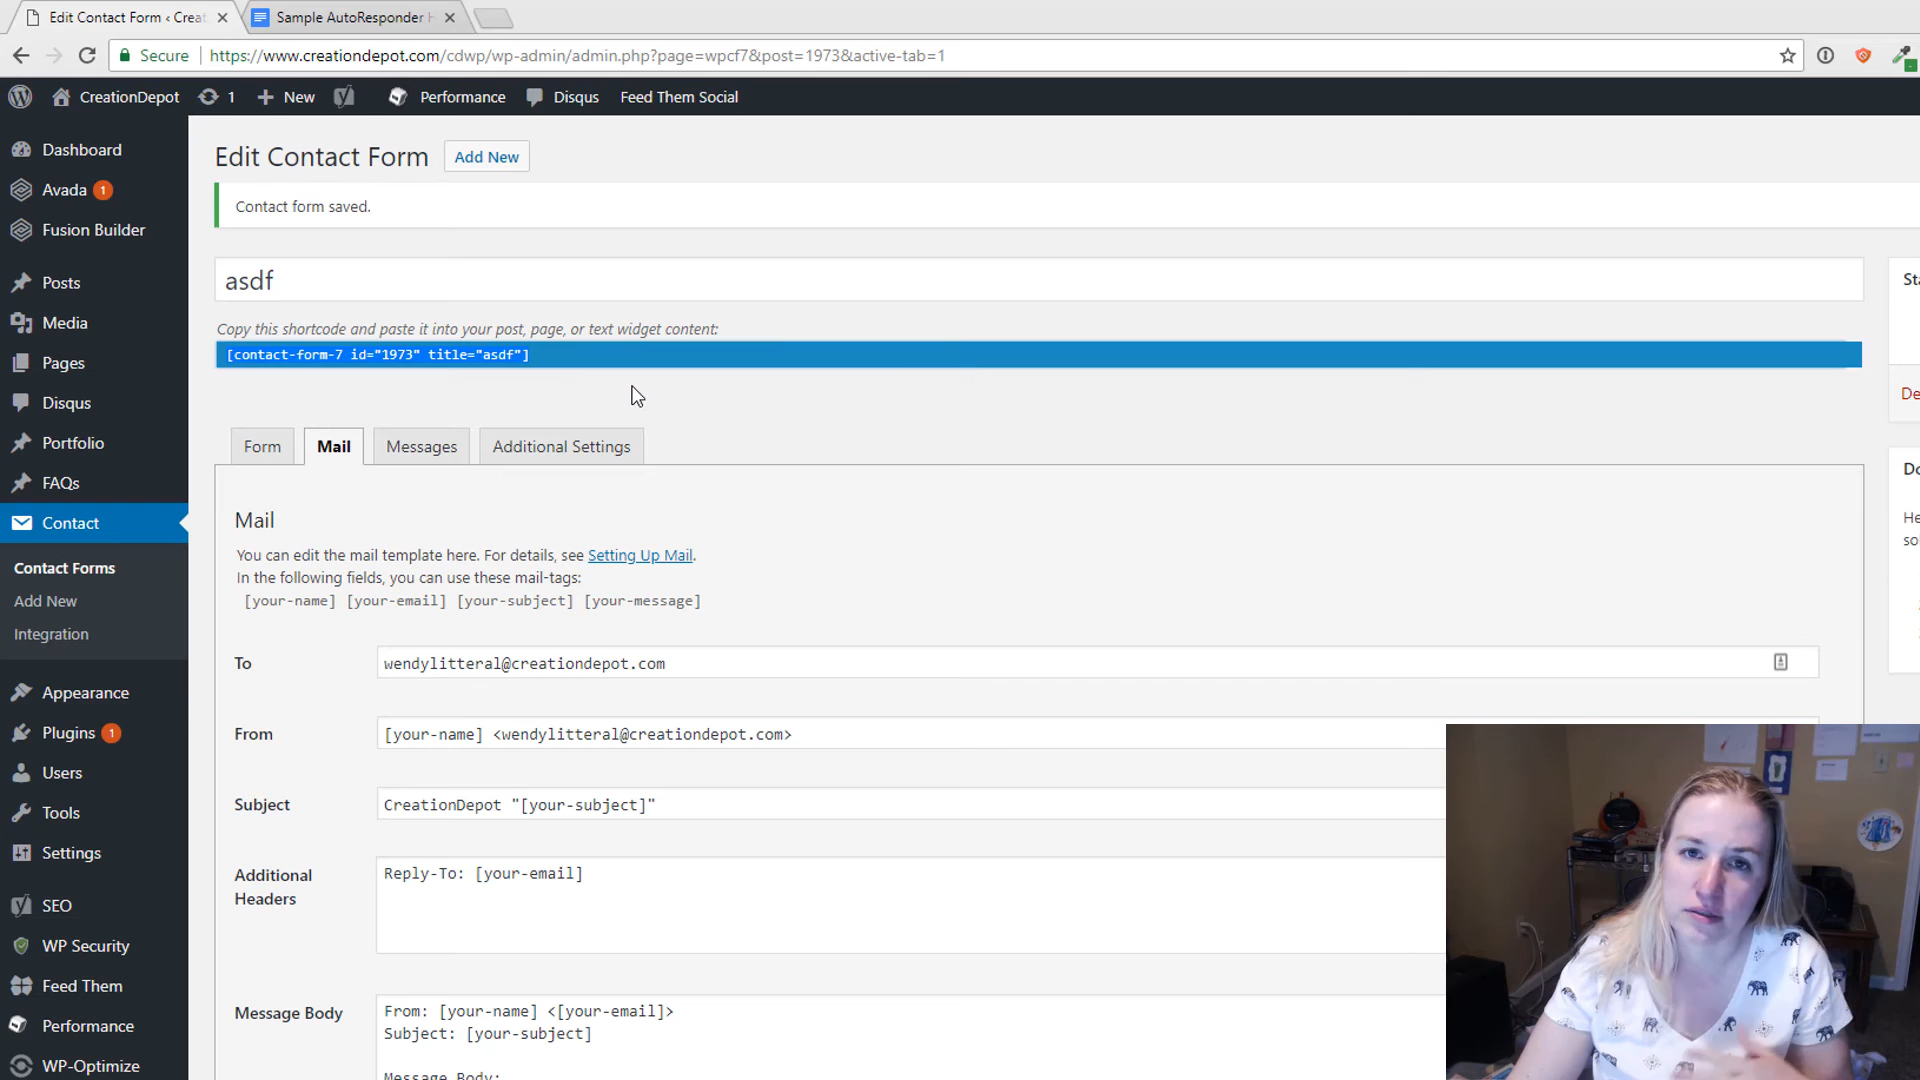 Edit Contact Form ‹ Creat
Sample AutoResponder
Secure https://www.creationdepot.com/cdwp/wp-admin/admin.php?page=wpcf7&post=1973&active-tab=1
CreationDepot 1 New Performance Disqus Feed Them Social
Dashboard
Avada 1
Fusion Builder
Posts
Media
Pages
Disqus
Portfolio
FAQs
Contact
Contact Forms
Add New
Integration
Appearance
Plugins 1
Users
Tools
Settings
SEO
WP Security
Feed Them
Performance
WP-Optimize
Edit Contact Form Add New
Contact form saved.
asdf
Copy this shortcode and paste it into your post, page, or text widget content:
[contact-form-7 id="1973" title="asdf"]
Form Mail Messages Additional Settings
Mail
You can edit the mail template here. For details, see Setting Up Mail.
In the following fields, you can use these mail-tags:
[your-name] [your-email] [your-subject] [your-message]
To wendylitteral@creationdepot.com
From [your-name] <wendylitteral@creationdepot.com>
Subject CreationDepot "[your-subject]"
Additional Headers Reply-To: [your-email]
Message Body From: [your-name] <[your-email]>
Subject: [your-subject]
Message Body: